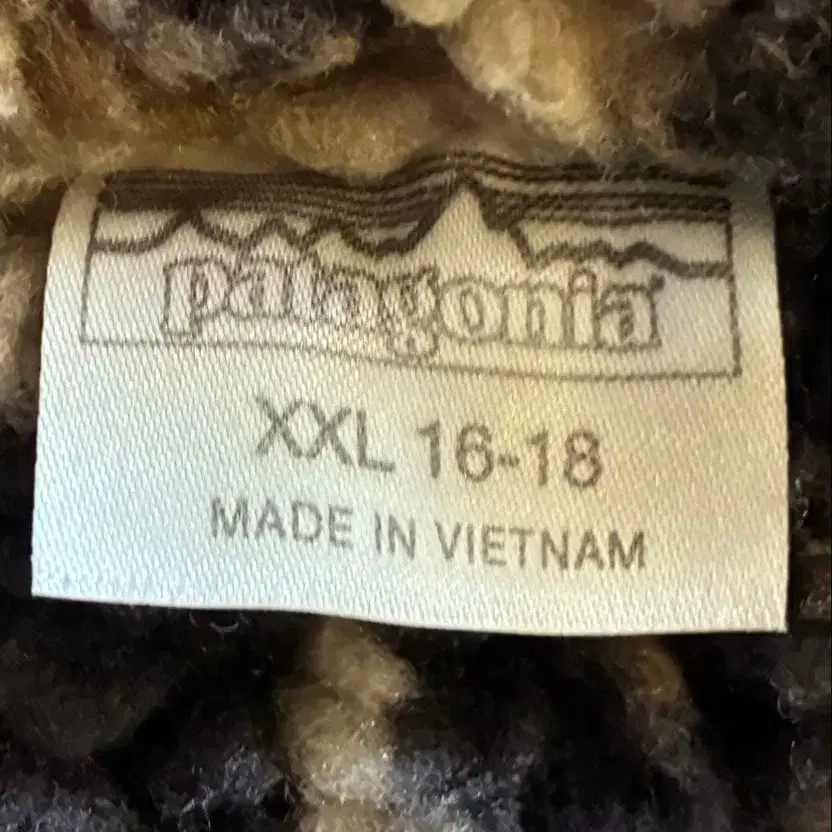 patagonia
XXL 16-18
MADE IN VIETNAM